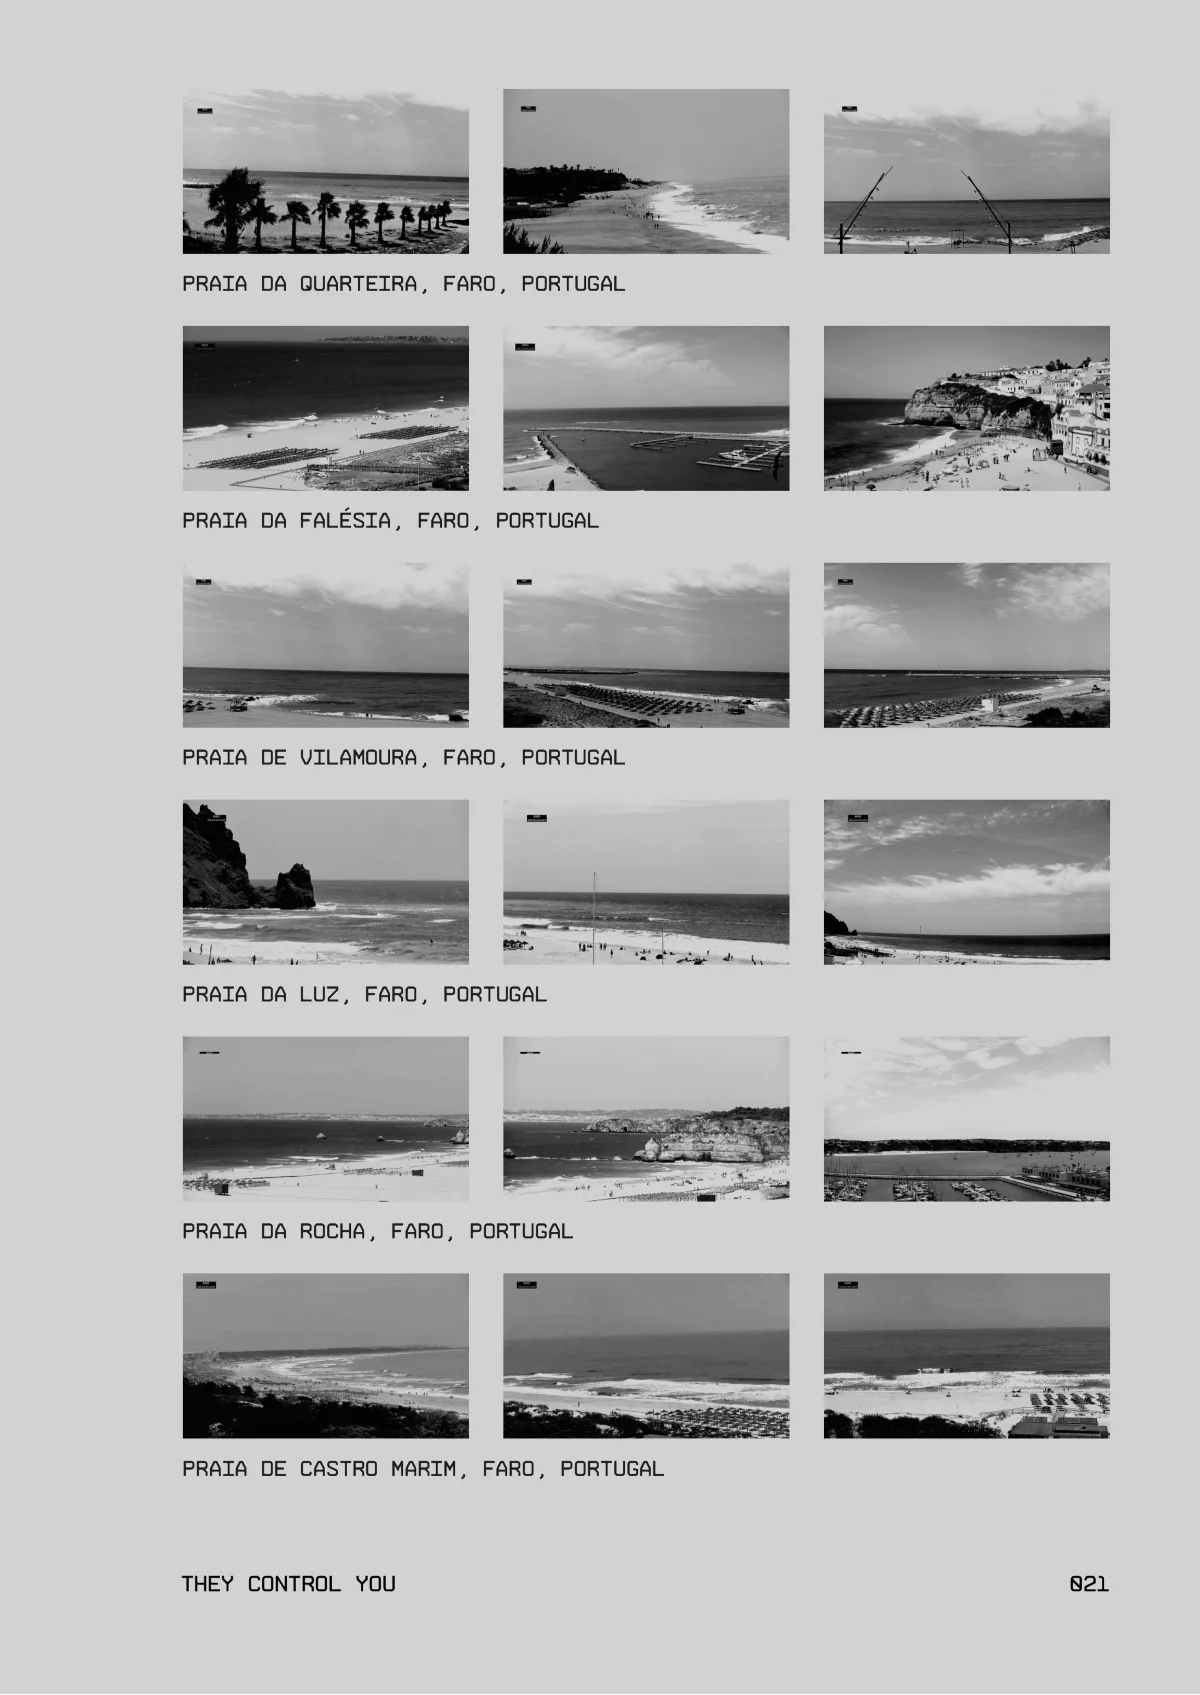 PRAIA DA QUARTEIRA, FARO, PORTUGAL
PRAIA DA FALÉSIA, FARO, PORTUGAL
PRAIA DE VILAMOURA, FARO, PORTUGAL
PRAIA DA LUZ, FARO, PORTUGAL
PRAIA DA ROCHA, FARO, PORTUGAL
PRAIA DE CASTRO MARIM, FARO, PORTUGAL
THEY CONTROL YOU
021